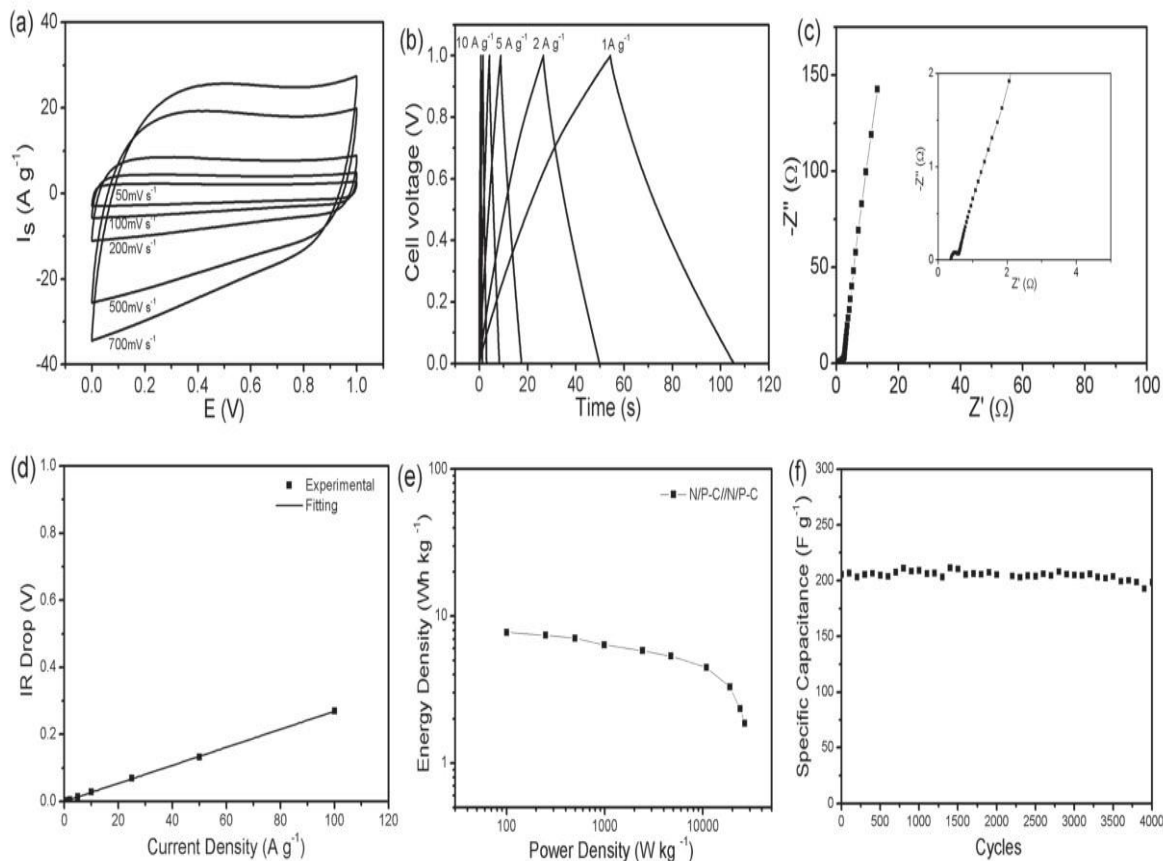 (a)
40
20
0
-20
-40
I_S (A g⁻¹)
50mV s⁻¹
100mV s⁻¹
200mV s⁻¹
500mV s⁻¹
700mV s⁻¹
0.0 0.2 0.4 0.6 0.8 1.0
E (V)
(b)
10 A g⁻¹ 5 A g⁻¹ 2 A g⁻¹ 1A g⁻¹
1.0
0.8
0.6
0.4
0.2
0.0
Cell voltage (V)
0 20 40 60 80 100 120
Time (s)
(c)
150
100
50
0
-Z'' (Ω)
0 20 40 60 80 100
Z' (Ω)
2
1
0
-Z'' (Ω)
0 2 4
Z' (Ω)
(d)
1.0
0.8
0.6
0.4
0.2
0.0
IR Drop (V)
Experimental
Fitting
0 20 40 60 80 100 120
Current Density (A g⁻¹)
(e)
100
10
1
Energy Density (Wh kg⁻¹)
N/P-C//N/P-C
100 1000 10000
Power Density (W kg⁻¹)
(f)
300
250
200
150
100
50
0
Specific Capacitance (F g⁻¹)
0 500 1000 1500 2000 2500 3000 3500 4000
Cycles